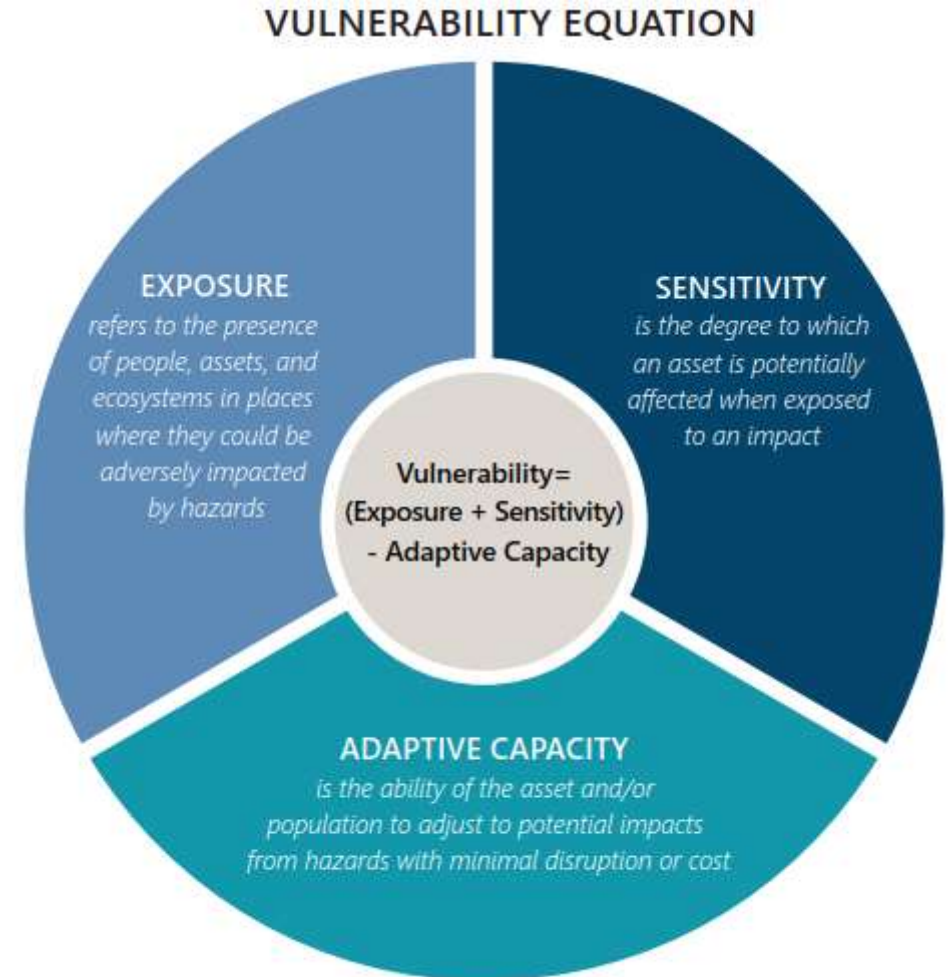 VULNERABILITY EQUATION
EXPOSURE
refers to the presence
of people, assets, and
ecosystems in places
where they could be
adversely impacted
by hazards
SENSITIVITY
is the degree to which
an asset is potentially
affected when exposed
to an impact
Vulnerability=
(Exposure + Sensitivity)
- Adaptive Capacity
ADAPTIVE CAPACITY
is the ability of the asset and/or
population to adjust to potential impacts
from hazards with minimal disruption or cost